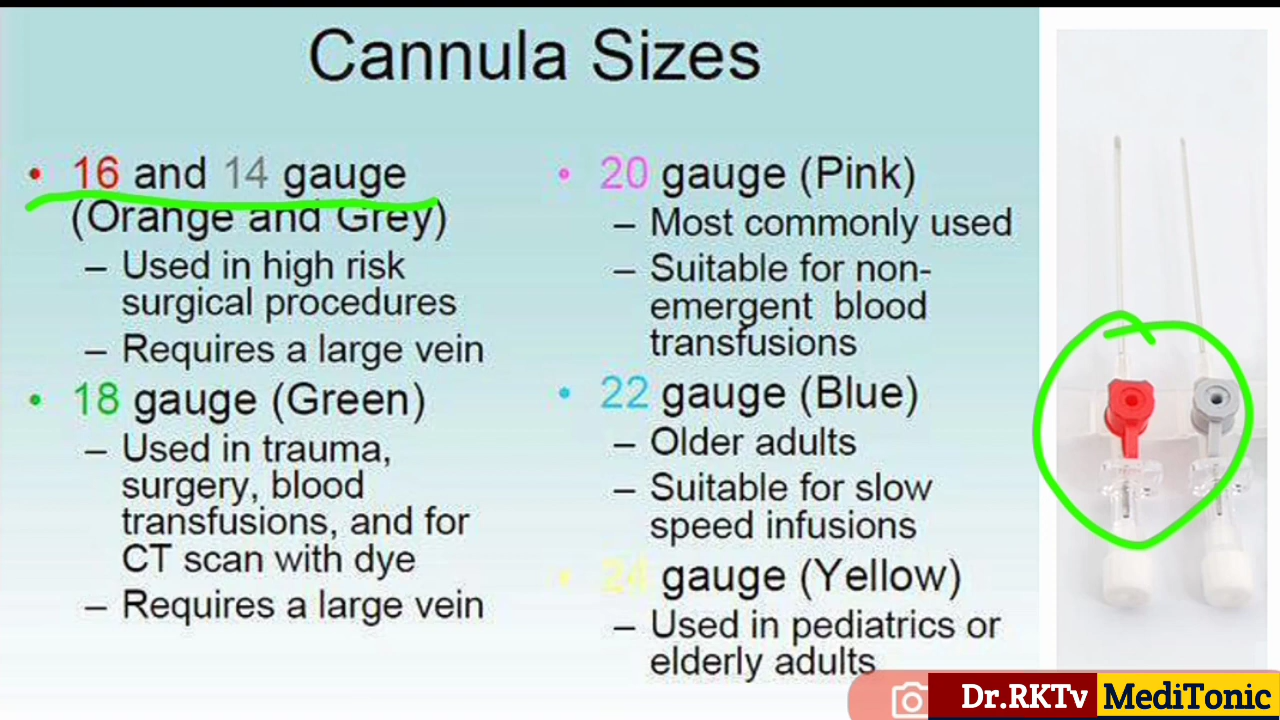 Cannula Sizes
• 16 and 14 gauge
(Orange and Grey)
– Used in high risk
surgical procedures
– Requires a large vein
• 18 gauge (Green)
– Used in trauma,
surgery, blood
transfusions, and for
CT scan with dye
– Requires a large vein
• 20 gauge (Pink)
– Most commonly used
– Suitable for non-
emergent blood
transfusions
• 22 gauge (Blue)
– Older adults
– Suitable for slow
speed infusions
• 24 gauge (Yellow)
– Used in pediatrics or
elderly adults
Dr.RKTv MediTonic